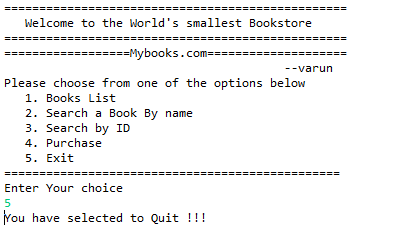 =================================================
Welcome to the World's smallest Bookstore
=================================================
==================Mybooks.com====================
--varun
Please choose from one of the options below
1. Books List
2. Search a Book By name
3. Search by ID
4. Purchase
5. Exit
================================================
Enter Your choice
5
You have selected to Quit !!!